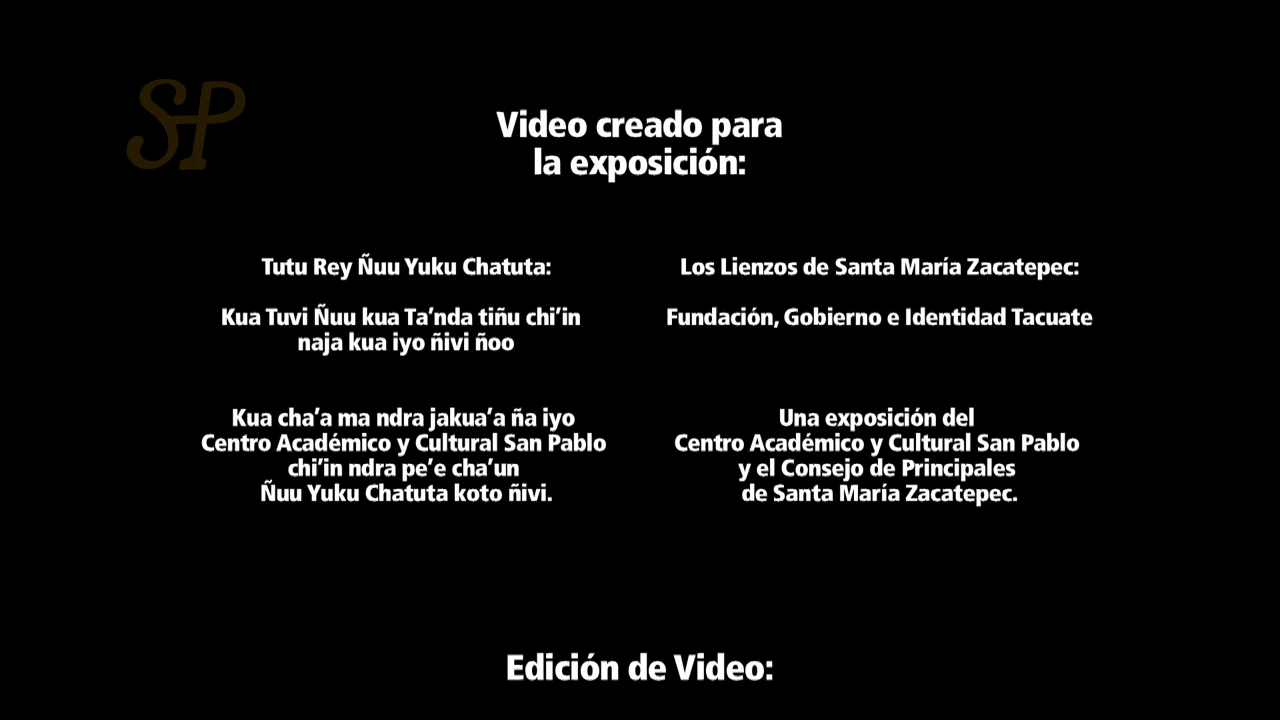 SP
Video creado para
la exposición:
Tutu Rey Ñuu Yuku Chatuta:
Kua Tuvi Ñuu kua Ta’nda tiñu chi’in
naja kua iyo ñivi ñoo
Kua cha’a ma ndra jakua’a ña iyo
Centro Académico y Cultural San Pablo
chi’in ndra pe’e cha’un
Ñuu Yuku Chatuta koto ñivi.
Los Lienzos de Santa María Zacatepec:
Fundación, Gobierno e Identidad Tacuate
Una exposición del
Centro Académico y Cultural San Pablo
y el Consejo de Principales
de Santa María Zacatepec.
Edición de Video: